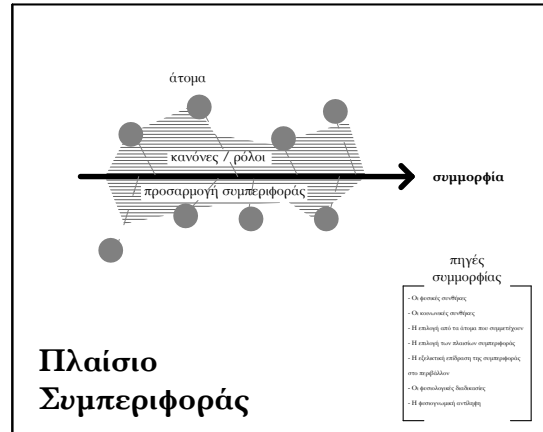 άτομα
κανόνες / ρόλοι
προσαρμογή συμπεριφοράς
συμμορφία
πηγές
συμμορφίας
- Οι φυσικές συνθήκες
- Οι κοινωνικές συνθήκες
- Η επιλογή από τα άτομα που συμμετέχουν
- Η επιλογή των πλαισίων συμπεριφοράς
- Η εξελικτική επίδραση της συμπεριφοράς
στο περιβάλλον
- Οι φυσιολογικές διαδικασίες
- Η φυσιογνωμική αντίληψη
Πλαίσιο
Συμπεριφοράς